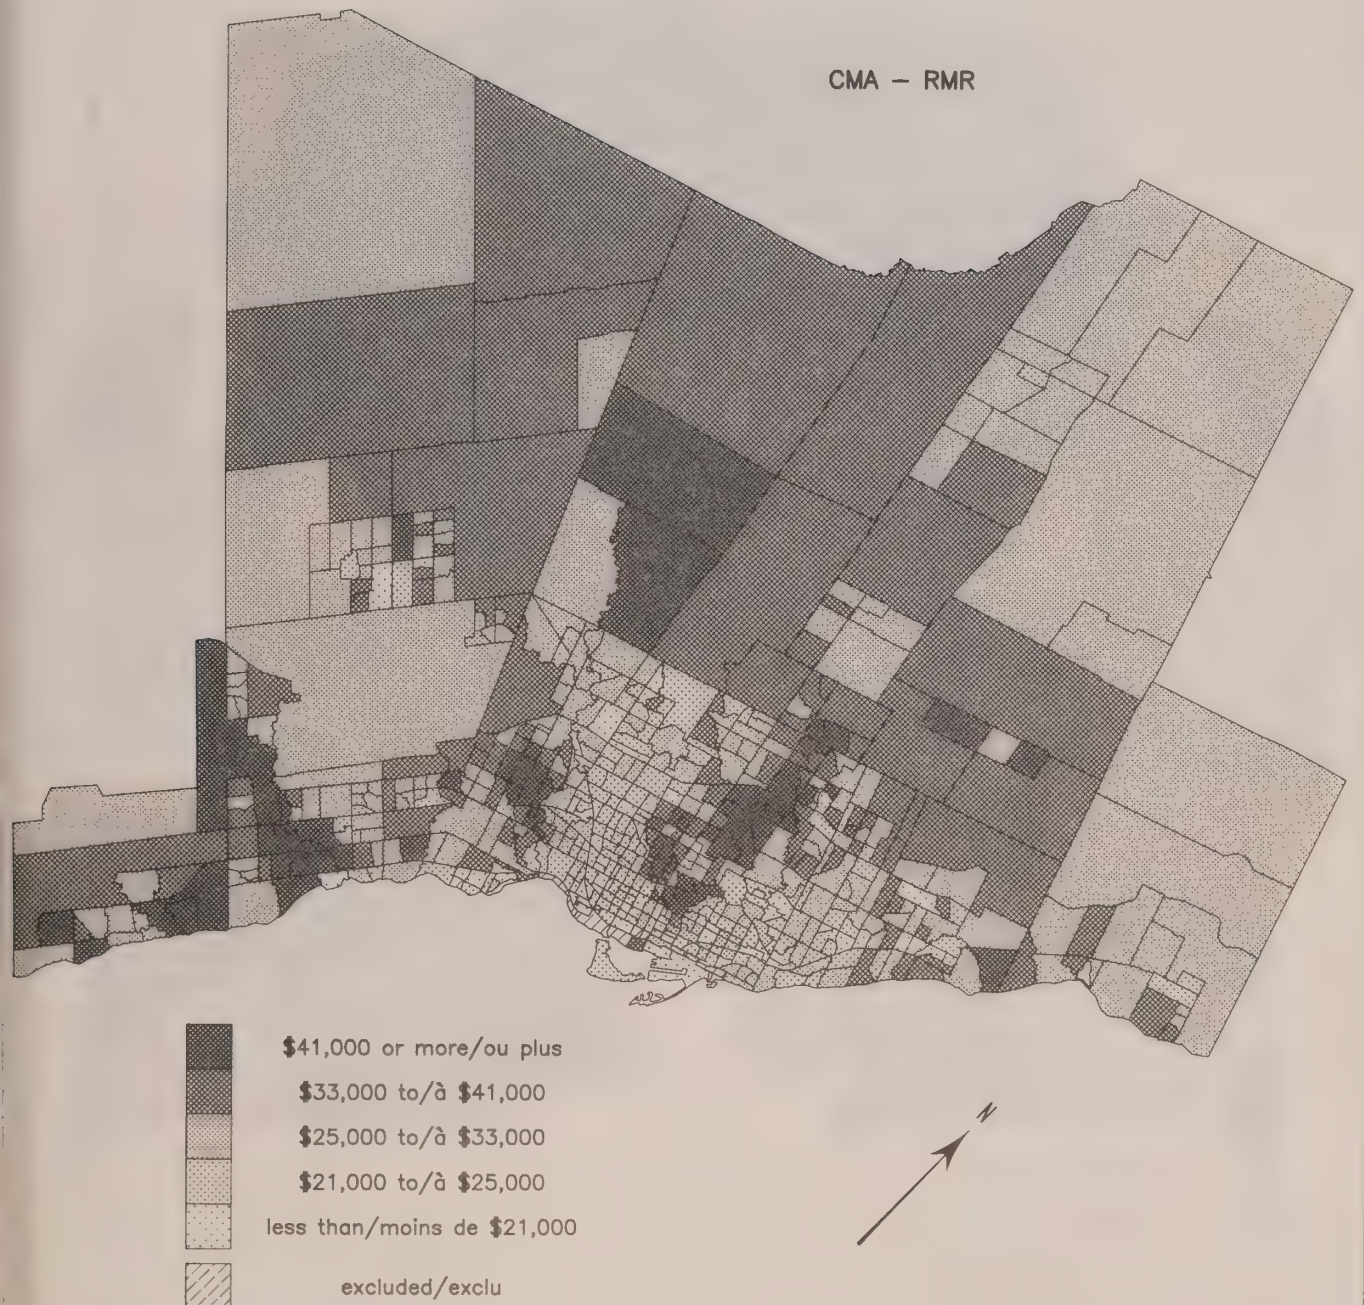 CMA – RMR
$41,000 or more/ou plus
$33,000 to/à $41,000
$25,000 to/à $33,000
$21,000 to/à $25,000
less than/moins de $21,000
excluded/exclu
N